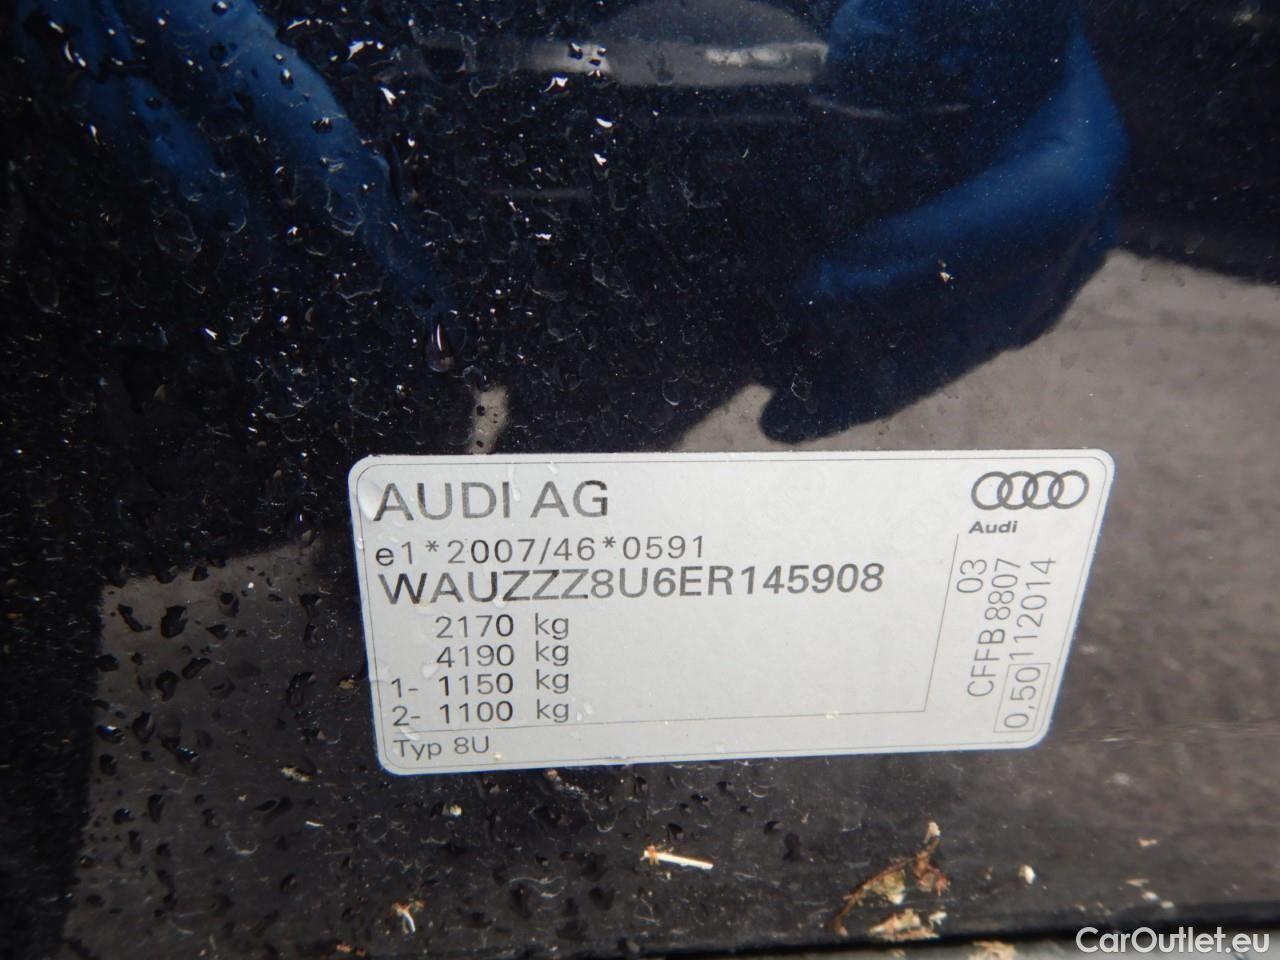 AUDI AG
Audi
e1*2007/46*0591
WAUZZZ8U6ER145908
2170 kg
4190 kg
1- 1150 kg
2- 1100 kg
Typ 8U
03
CFFB 8807
0,50 112014
CarOutlet.eu